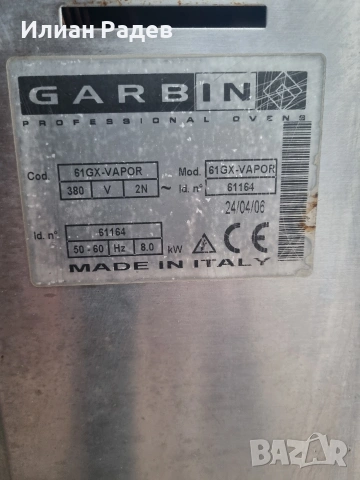 Илиан Радев
GARBIN
PROFESSIONAL OVENS
Cod. 61GX-VAPOR Mod. 61GX-VAPOR
380 V 2N ~ Id. n° 61164
24/04/06
Id. n° 61164
50 - 60 Hz 8.0 kW CE
MADE IN ITALY
BAZAR